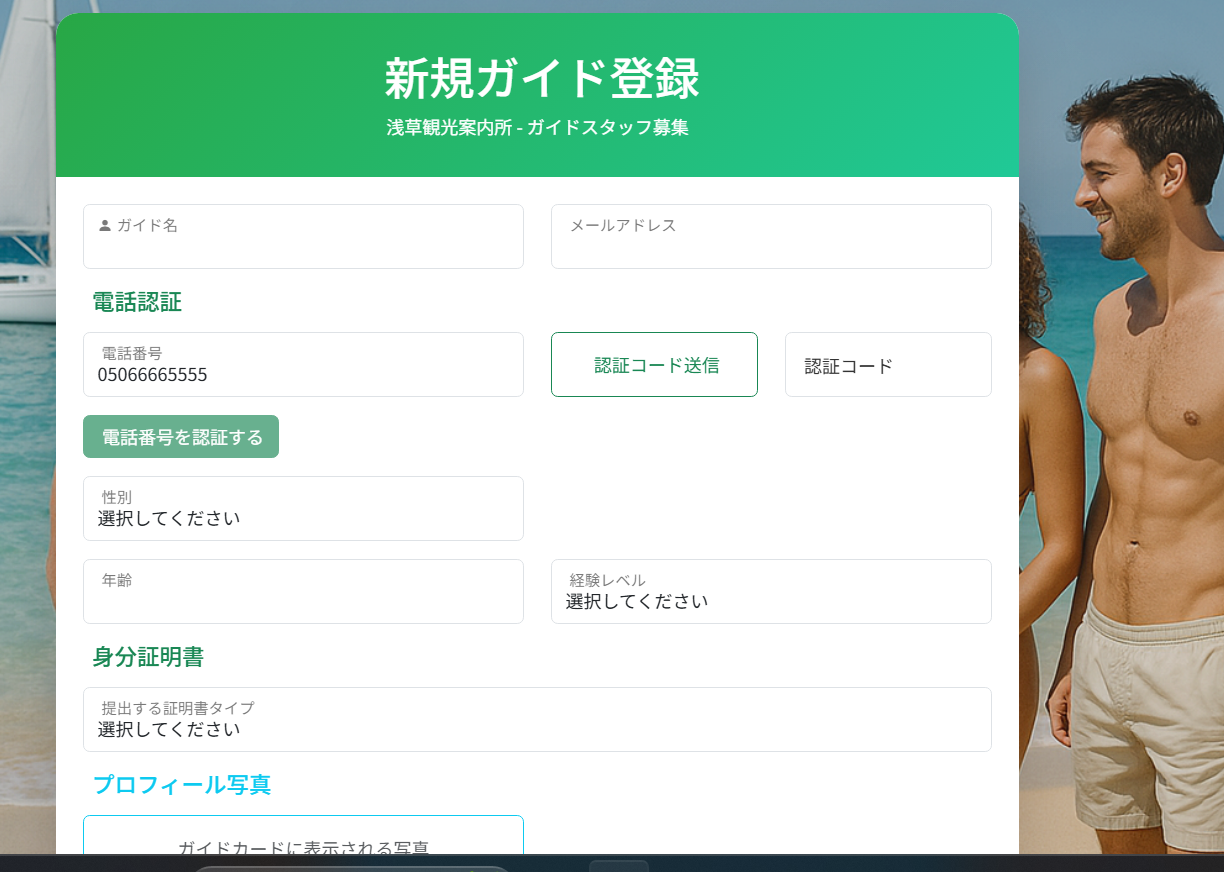 新規ガイド登録
浅草観光案内所 - ガイドスタッフ募集
ガイド名
メールアドレス
電話認証
電話番号
05066665555
認証コード送信
認証コード
電話番号を認証する
性別
選択してください
年齢
経験レベル
選択してください
身分証明書
提出する証明書タイプ
選択してください
プロフィール写真
ガイドカードに表示される写真